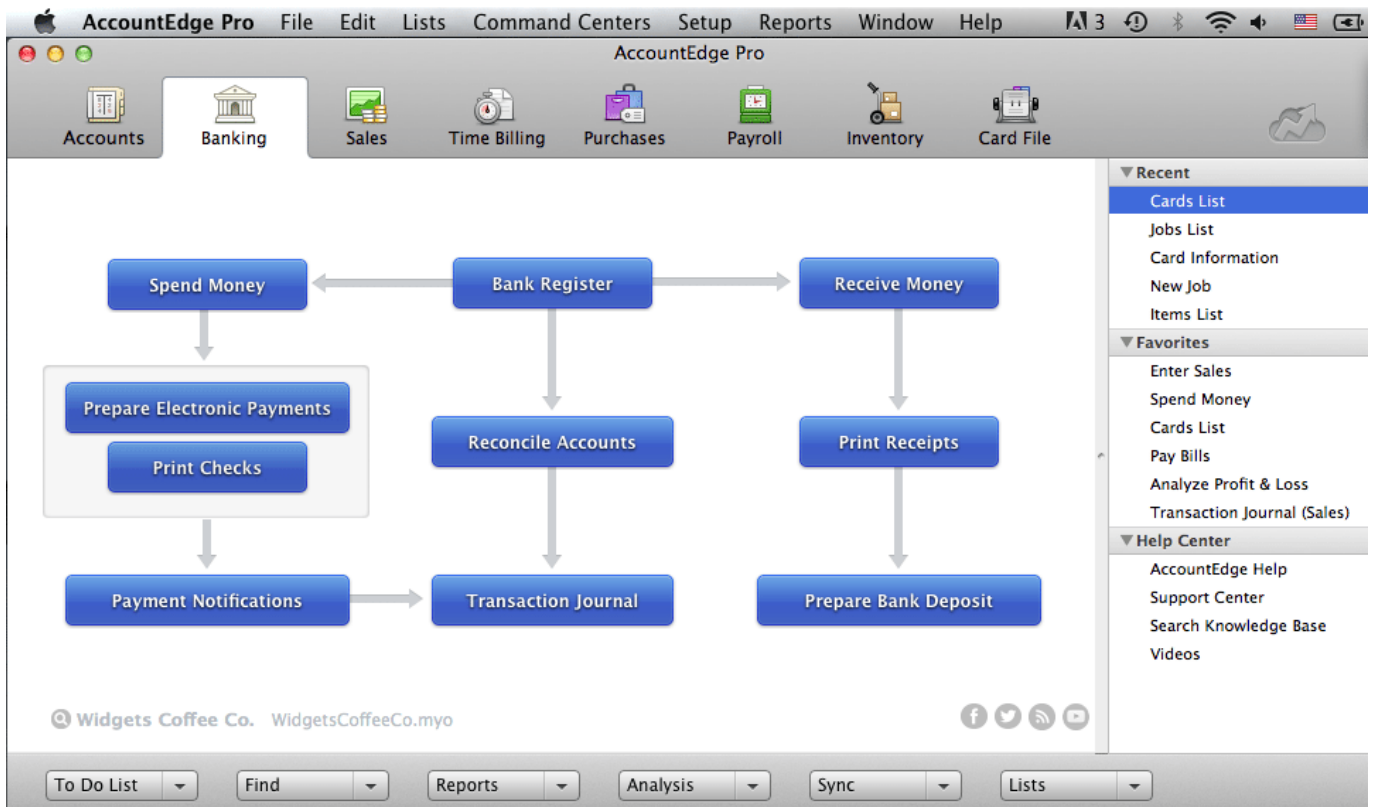 AccountEdge Pro File Edit Lists Command Centers Setup Reports Window Help 3
AccountEdge Pro
Accounts Banking Sales Time Billing Purchases Payroll Inventory Card File
Recent
Cards List
Jobs List
Card Information
New Job
Items List
Favorites
Enter Sales
Spend Money
Cards List
Pay Bills
Analyze Profit & Loss
Transaction Journal (Sales)
Help Center
AccountEdge Help
Support Center
Search Knowledge Base
Videos
Spend Money Bank Register Receive Money
Prepare Electronic Payments
Print Checks
Reconcile Accounts Print Receipts
Payment Notifications Transaction Journal Prepare Bank Deposit
Widgets Coffee Co. WidgetsCoffeeCo.myo
To Do List Find Reports Analysis Sync Lists